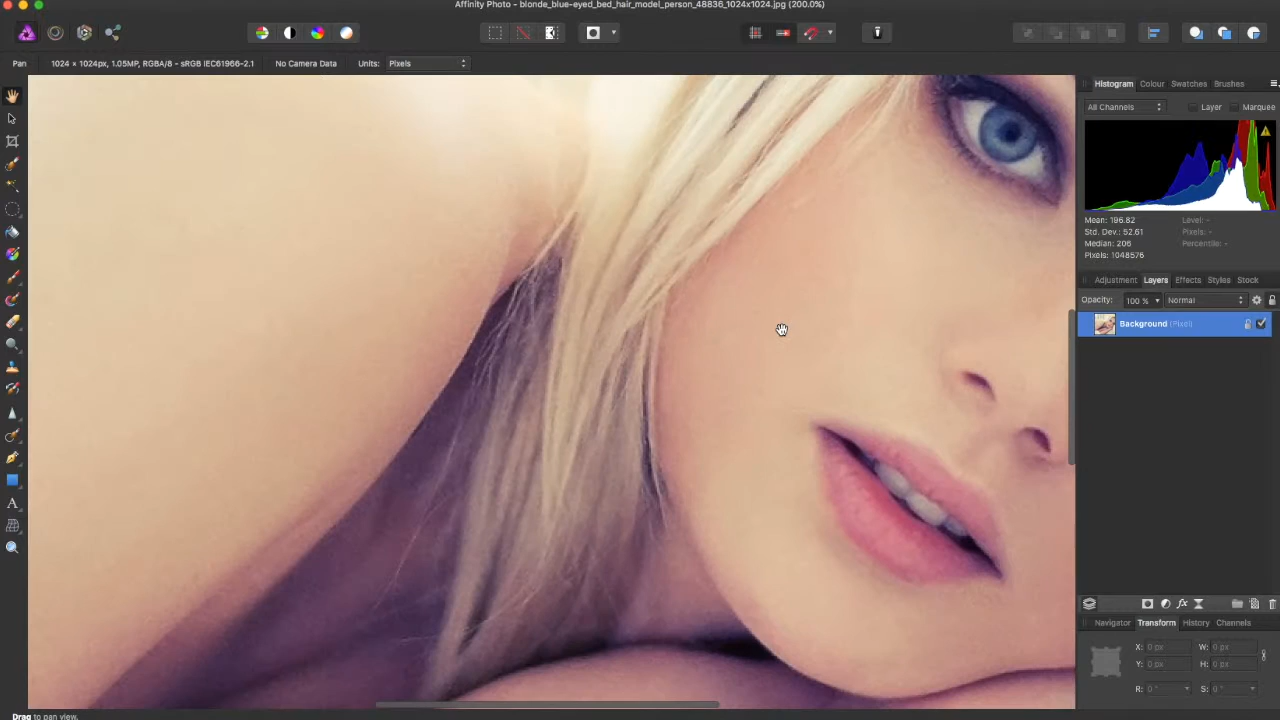 Affinity Photo - blonde_blue-eyed_bed_hair_model_person_48836_1024x1024.jpg (200.0%)
Pan 1024 × 1024px, 1.05MP, RGBA/8 - sRGB IEC61966-2.1 No Camera Data Units: Pixels
Histogram Colour Swatches Brushes
All Channels Layer Marquee
Mean: 196.82 Level: -
Std. Dev.: 52.61 Pixels: -
Median: 206 Percentile: -
Pixels: 1048576
Adjustment Layers Effects Styles Stock
Opacity: 100 % Normal
Background (Pixel)
fx
Navigator Transform History Channels
X: 0 px W: 0 px
Y: 0 px H: 0 px
R: 0 ° S: 0 °
A
Drag to pan view.